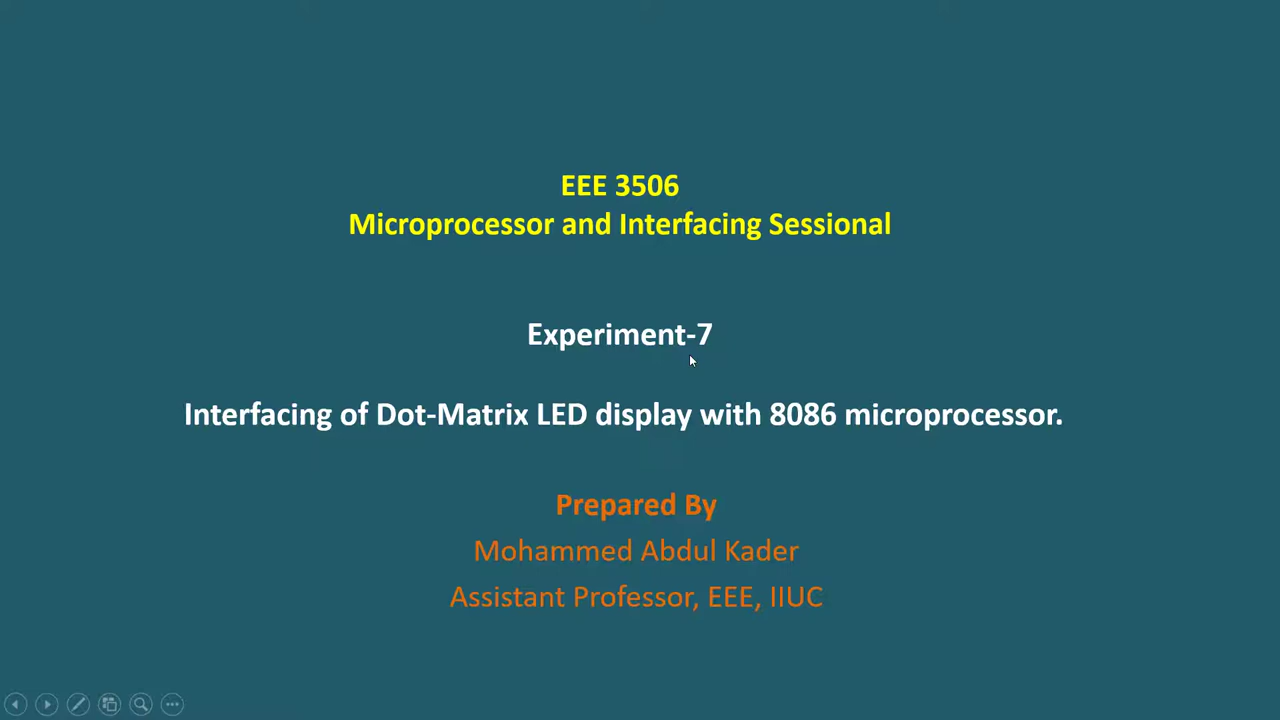 EEE 3506
Microprocessor and Interfacing Sessional
Experiment-7
Interfacing of Dot-Matrix LED display with 8086 microprocessor.
Prepared By
Mohammed Abdul Kader
Assistant Professor, EEE, IIUC